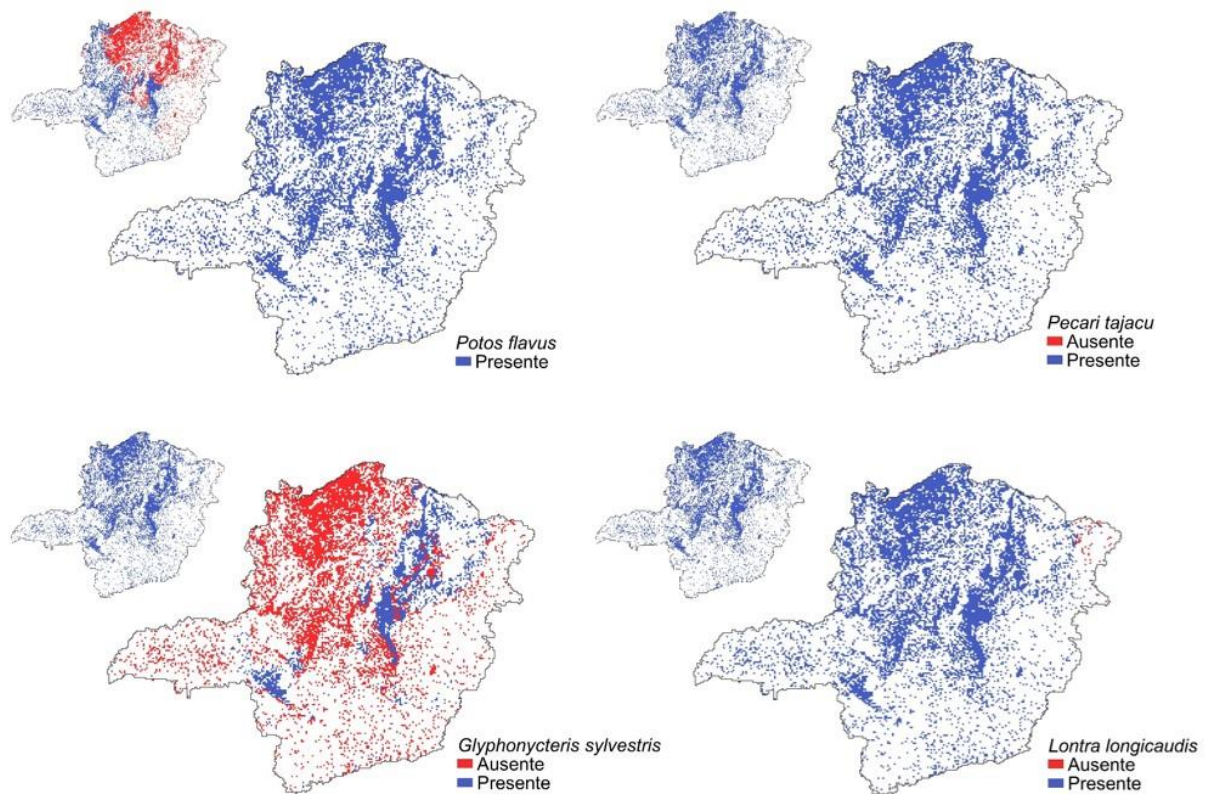 Potos flavus
Presente
Pecari tajacu
Ausente
Presente
Glyphonycteris sylvestris
Ausente
Presente
Lontra longicaudis
Ausente
Presente